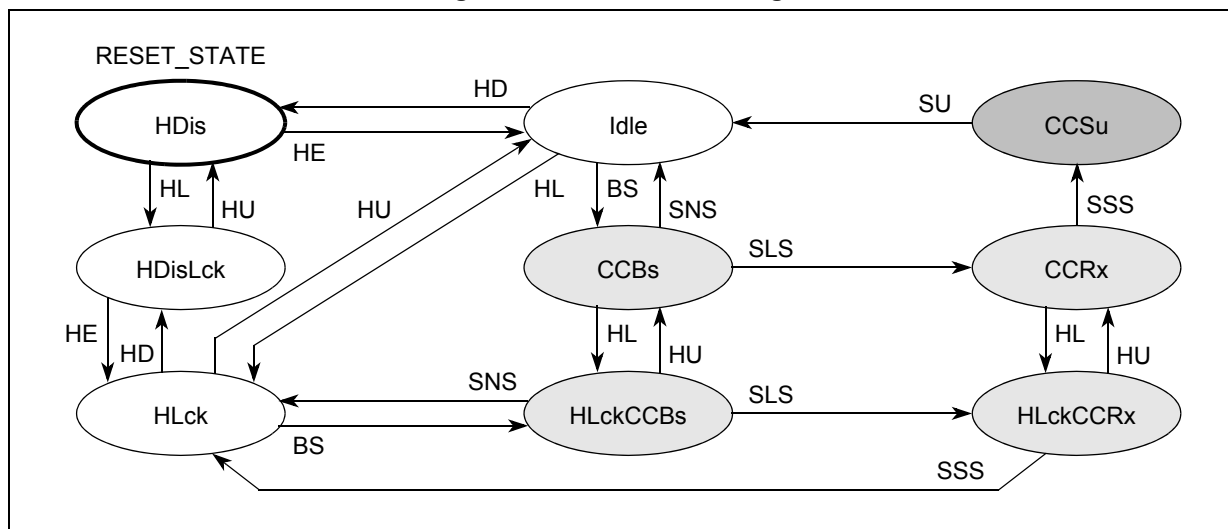 RESET_STATE
HDis
HD
Idle
SU
CCSu
HE
HL
HU
HU
HL
BS
SNS
SSS
HDisLck
CCBs
SLS
CCRx
HE
HD
HL
HU
HL
HU
HLck
SNS
HLckCCBs
SLS
HLckCCRx
BS
SSS